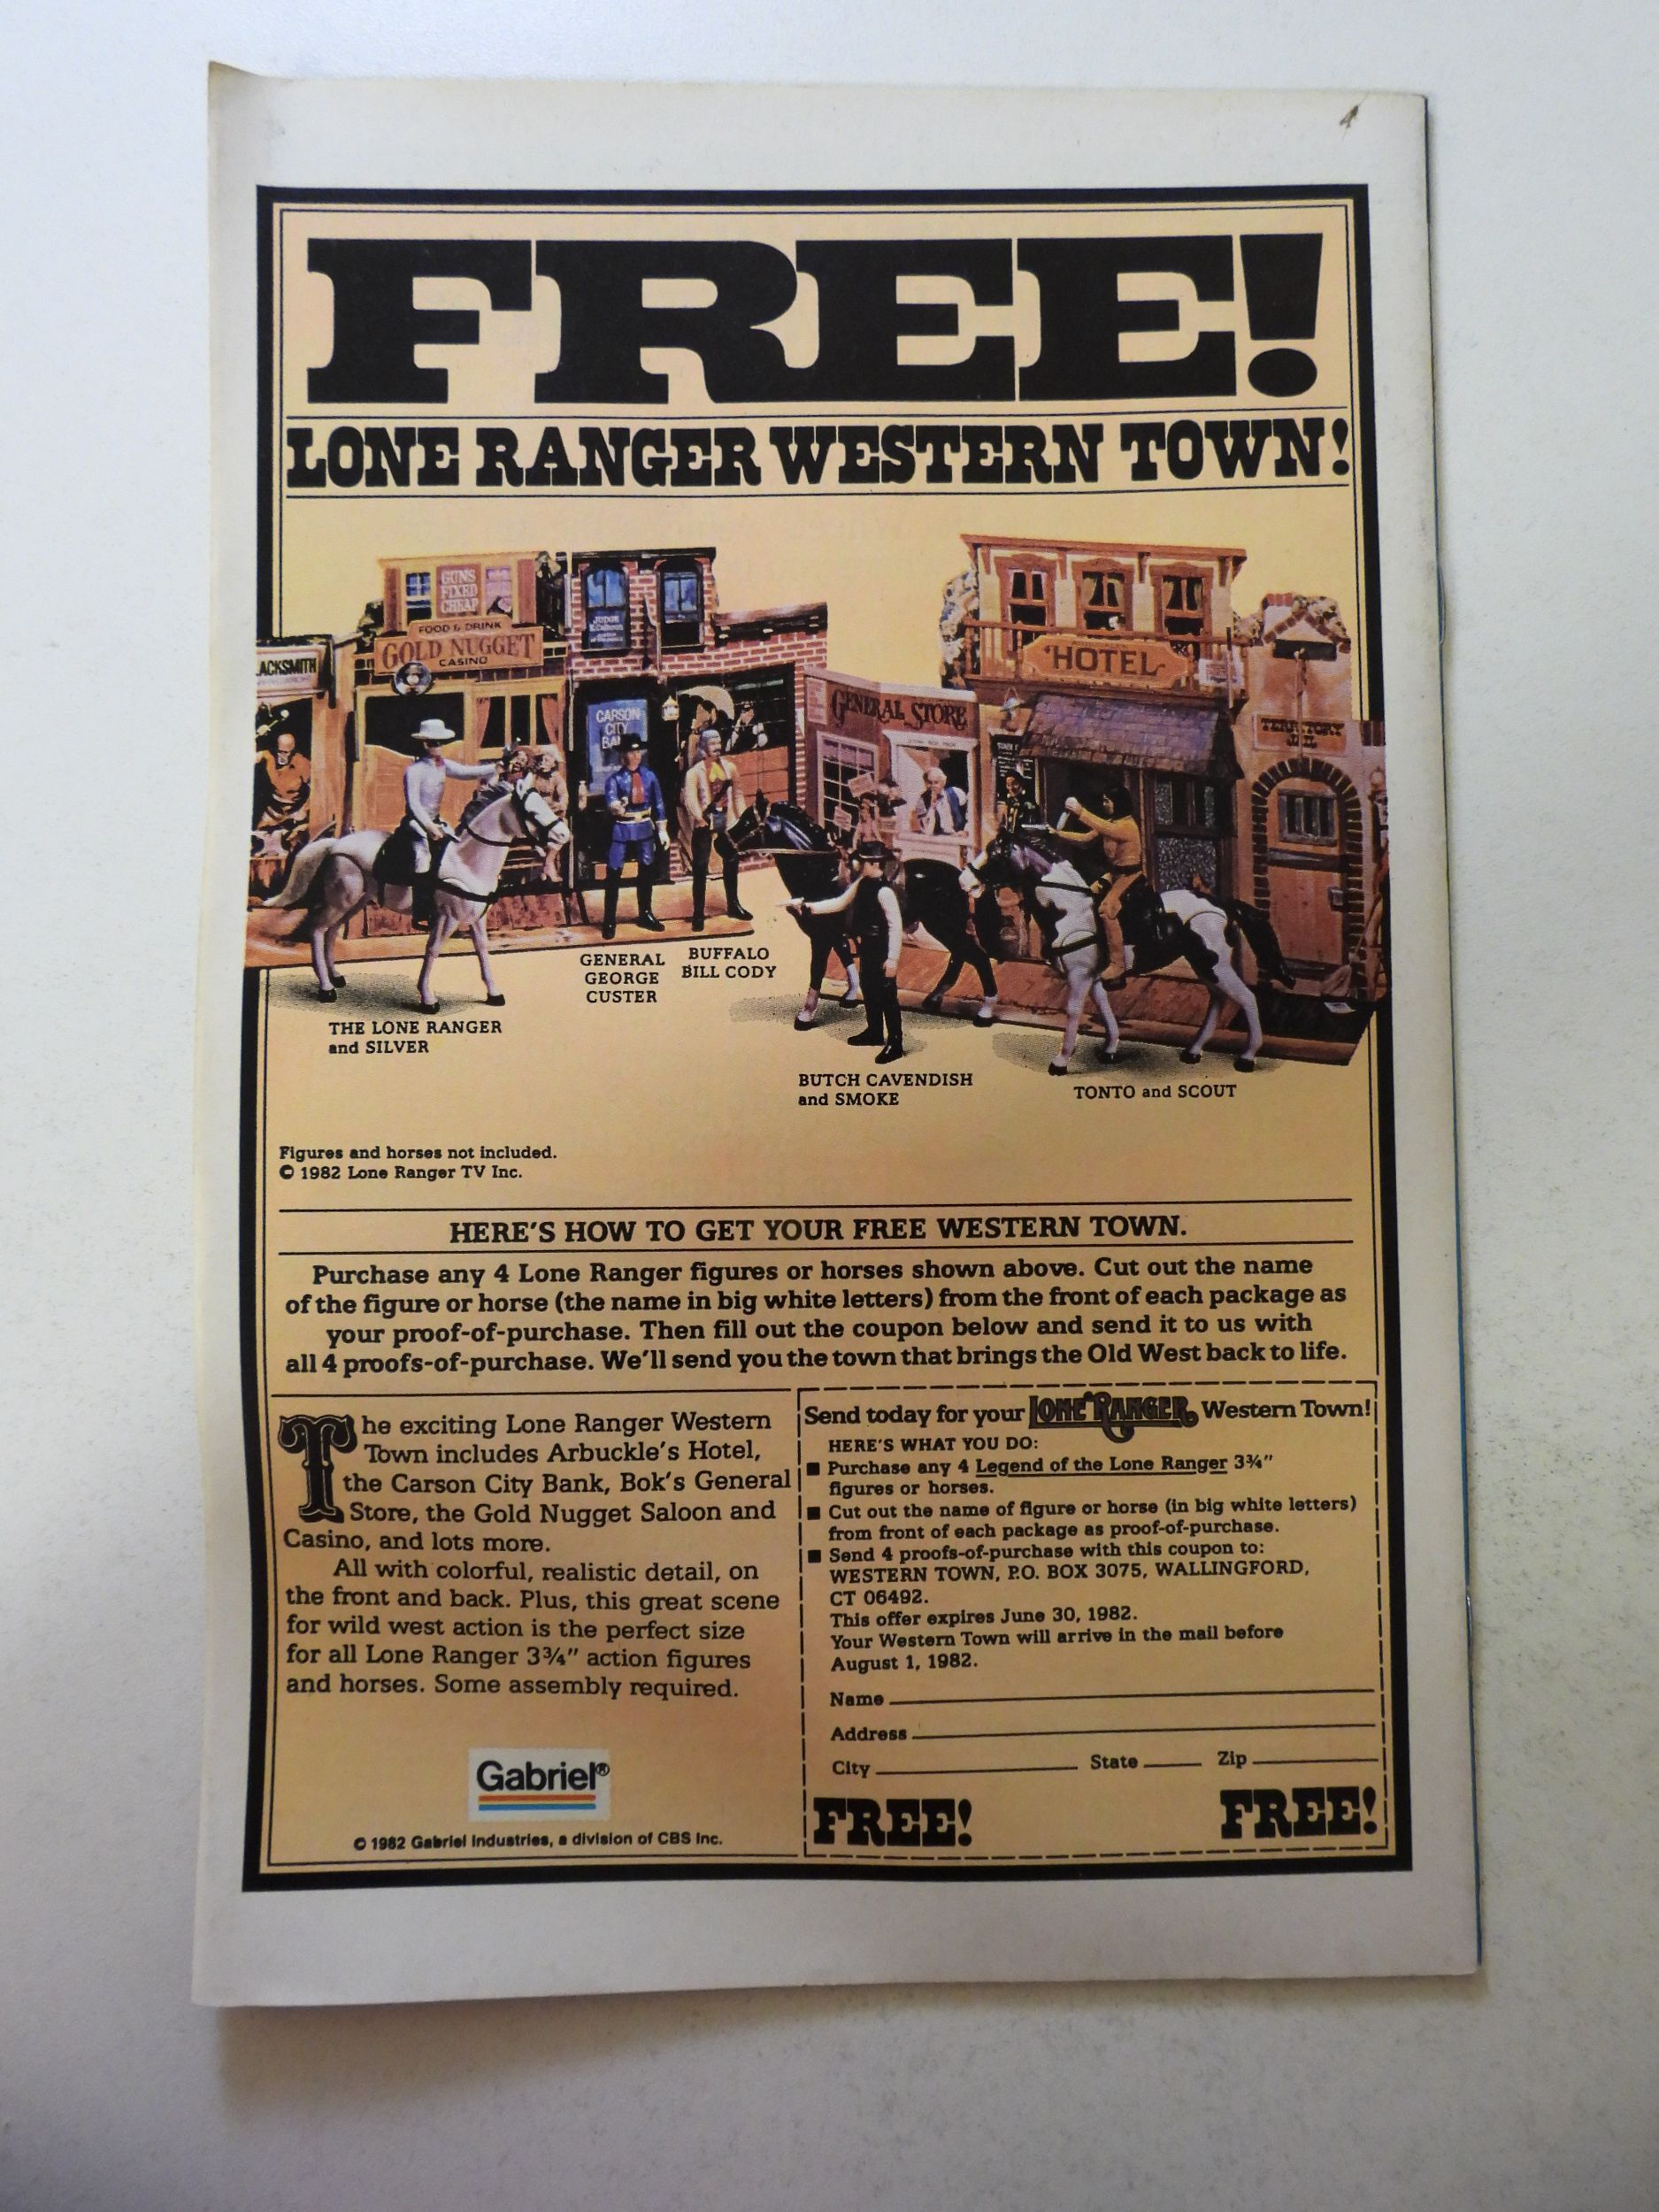 4
FREE!
LONE RANGER WESTERN TOWN!
GUNS
FIXED
CHEAP
FOOD & DRINK
GOLD NUGGET
CASINO
LACKSMITH
JUDGE
CARSON
CITY
BA
GENERAL STORE
HOTEL
TERRITORY
JAIL
GENERAL
GEORGE
CUSTER
BUFFALO
BILL CODY
THE LONE RANGER
and SILVER
BUTCH CAVENDISH
and SMOKE
TONTO and SCOUT
Figures and horses not included.
© 1982 Lone Ranger TV Inc.
HERE'S HOW TO GET YOUR FREE WESTERN TOWN.
Purchase any 4 Lone Ranger figures or horses shown above. Cut out the name
of the figure or horse (the name in big white letters) from the front of each package as
your proof-of-purchase. Then fill out the coupon below and send it to us with
all 4 proofs-of-purchase. We'll send you the town that brings the Old West back to life.
The exciting Lone Ranger Western
Town includes Arbuckle's Hotel,
the Carson City Bank, Bok's General
Store, the Gold Nugget Saloon and
Casino, and lots more.
All with colorful, realistic detail, on
the front and back. Plus, this great scene
for wild west action is the perfect size
for all Lone Ranger 3¾" action figures
and horses. Some assembly required.
Gabriel®
© 1982 Gabriel Industries, a division of CBS Inc.
Send today for your LONE RANGER Western Town!
HERE'S WHAT YOU DO:
■ Purchase any 4 Legend of the Lone Ranger 3¾"
figures or horses.
■ Cut out the name of figure or horse (in big white letters)
from front of each package as proof-of-purchase.
■ Send 4 proofs-of-purchase with this coupon to:
WESTERN TOWN, P.O. BOX 3075, WALLINGFORD,
CT 06492.
This offer expires June 30, 1982.
Your Western Town will arrive in the mail before
August 1, 1982.
Name
Address
City State Zip
FREE! FREE!